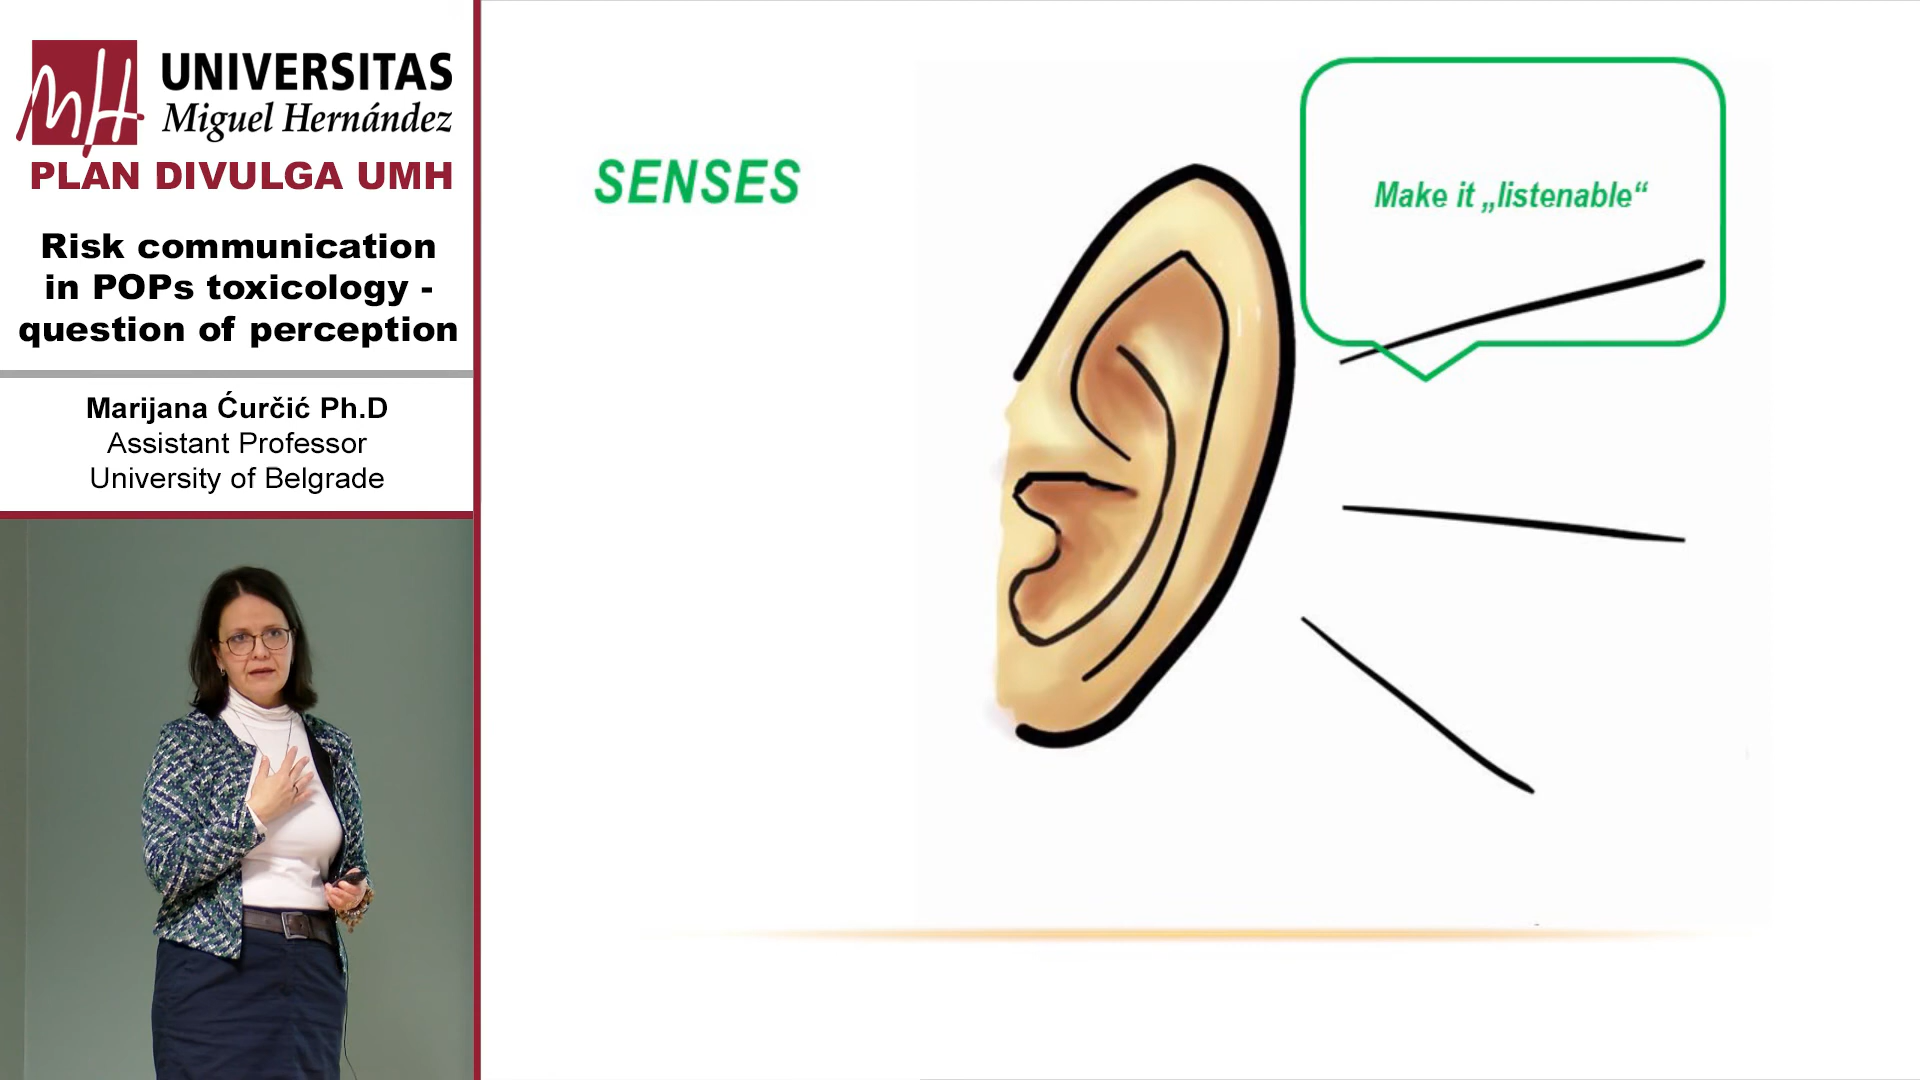 UNIVERSITAS
Miguel Hernández
PLAN DIVULGA UMH
Risk communication
in POPs toxicology -
question of perception
Marijana Ćurčić Ph.D
Assistant Professor
University of Belgrade
SENSES
Make it „listenable“